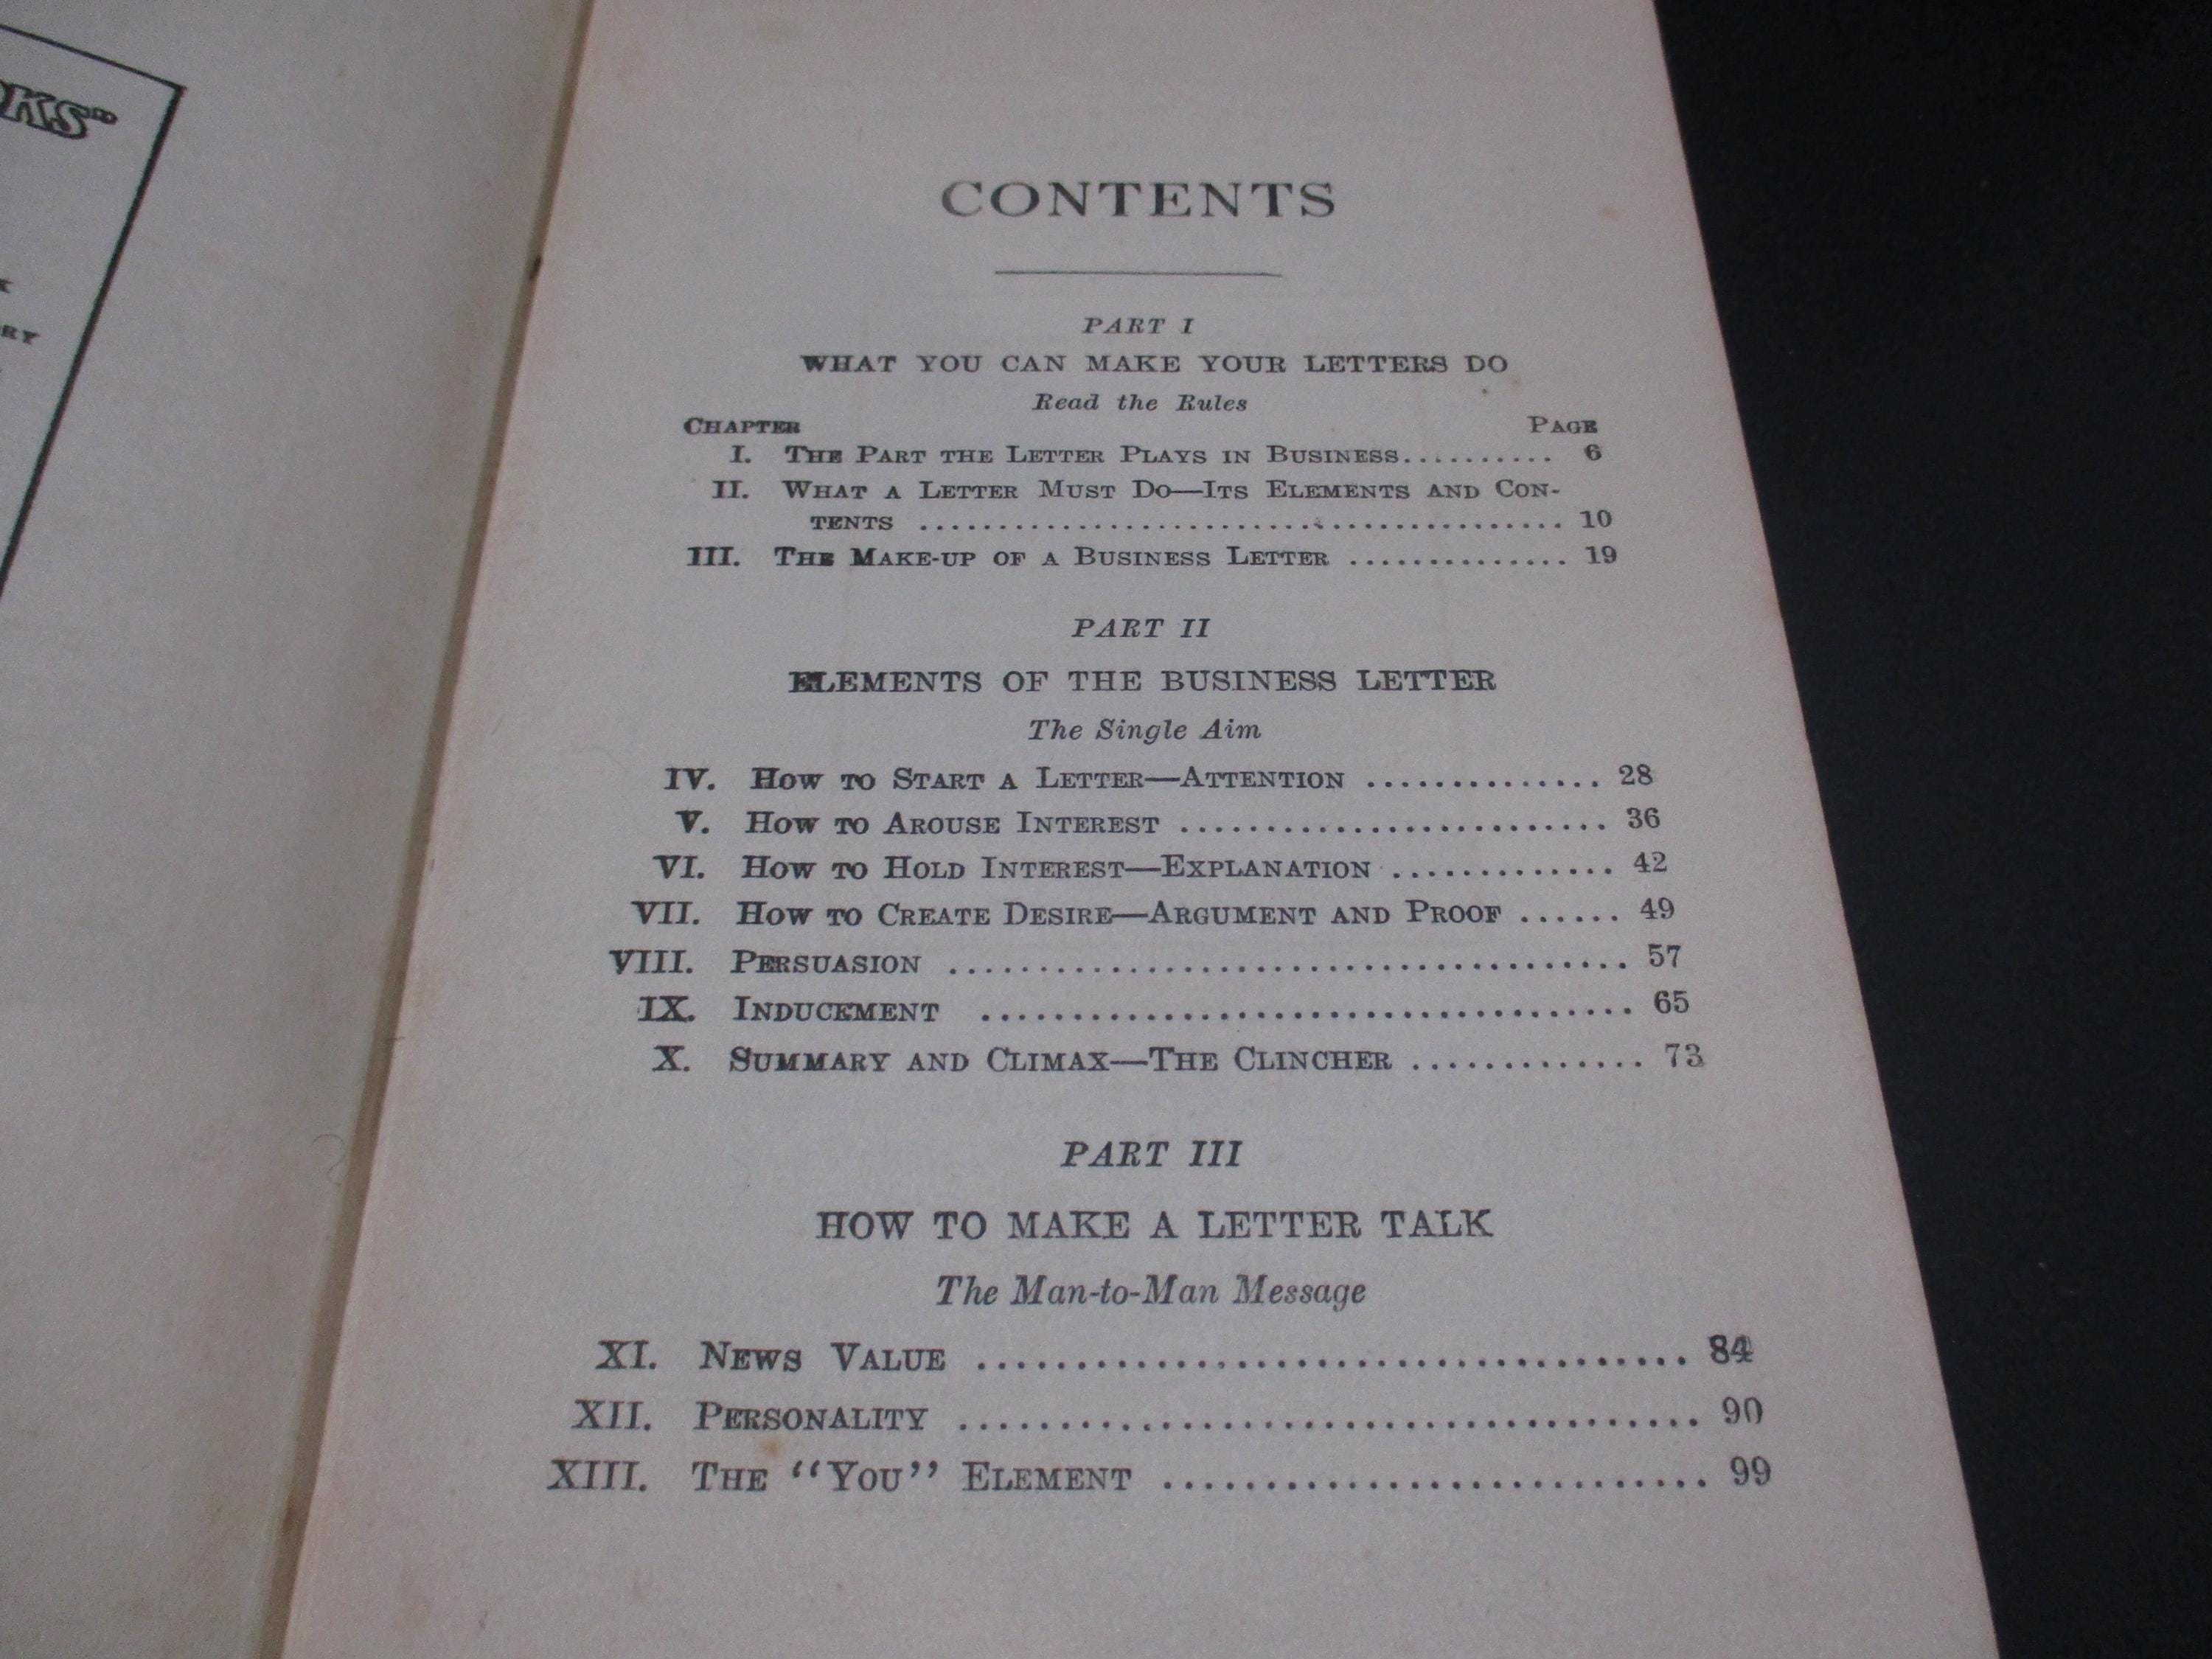 CONTENTS
PART I
WHAT YOU CAN MAKE YOUR LETTERS DO
Read the Rules
CHAPTER PAGE
I. THE PART THE LETTER PLAYS IN BUSINESS.......... 6
II. WHAT A LETTER MUST DO—ITS ELEMENTS AND CON-
TENTS ......................................... 10
III. THE MAKE-UP OF A BUSINESS LETTER .............. 19
PART II
ELEMENTS OF THE BUSINESS LETTER
The Single Aim
IV. HOW TO START A LETTER—ATTENTION .............. 28
V. HOW TO AROUSE INTEREST .......................... 36
VI. HOW TO HOLD INTEREST—EXPLANATION ............. 42
VII. HOW TO CREATE DESIRE—ARGUMENT AND PROOF ...... 49
VIII. PERSUASION ...................................... 57
IX. INDUCEMENT .................................... 65
X. SUMMARY AND CLIMAX—THE CLINCHER ............. 73
PART III
HOW TO MAKE A LETTER TALK
The Man-to-Man Message
XI. NEWS VALUE ..................................... 84
XII. PERSONALITY ..................................... 90
XIII. THE "YOU" ELEMENT ........................... 99